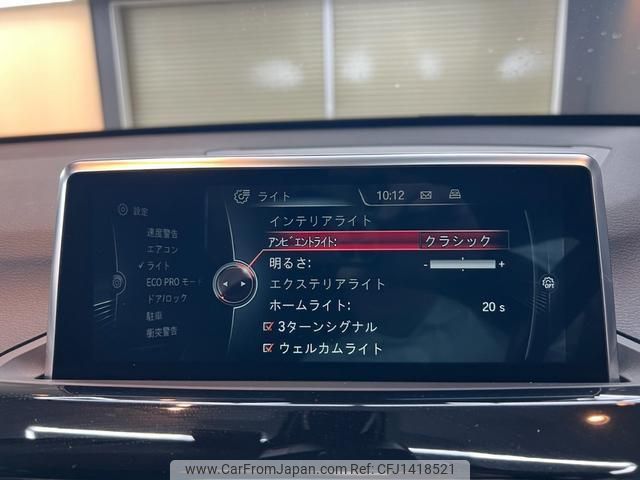 ライト
10:12
設定
速度警告
エアコン
✓ライト
ECO PRO モー
ドア/ロック
駐車
衝突警告
インテリアライト
アンビエントライト: クラシック
明るさ: - +
エクステリアライト
ホームライト: 20 s
3ターンシグナル
ウェルカムライト
www.CarFromJapan.com Ref:CFJ1418521